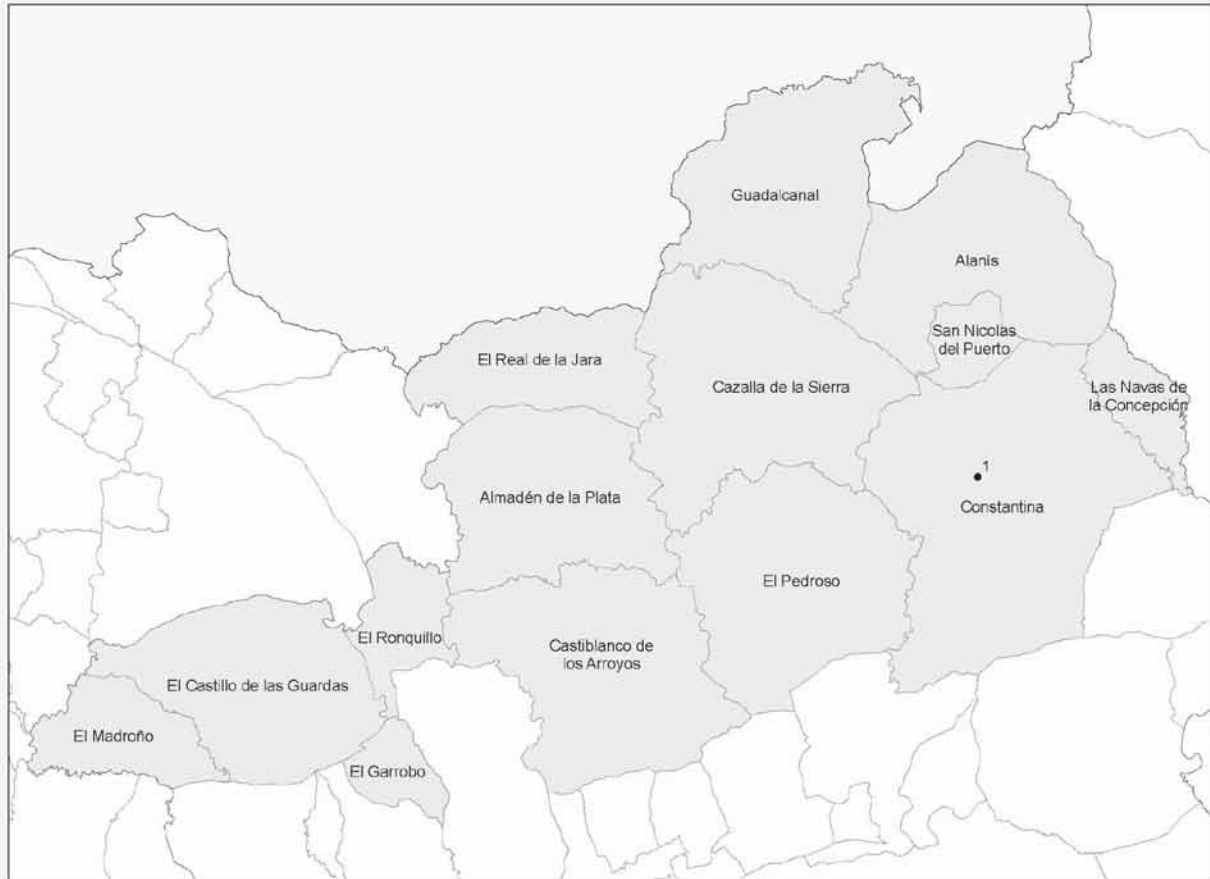 Guadalcanal
Alanis
San Nicolas
del Puerto
El Real de la Jara
Cazalla de la Sierra
Las Navas de
la Concepción
1
Almadén de la Plata
Constantina
El Pedroso
El Ronquillo
Castiblanco de
los Arroyos
El Castillo de las Guardas
El Madroño
El Garrobo